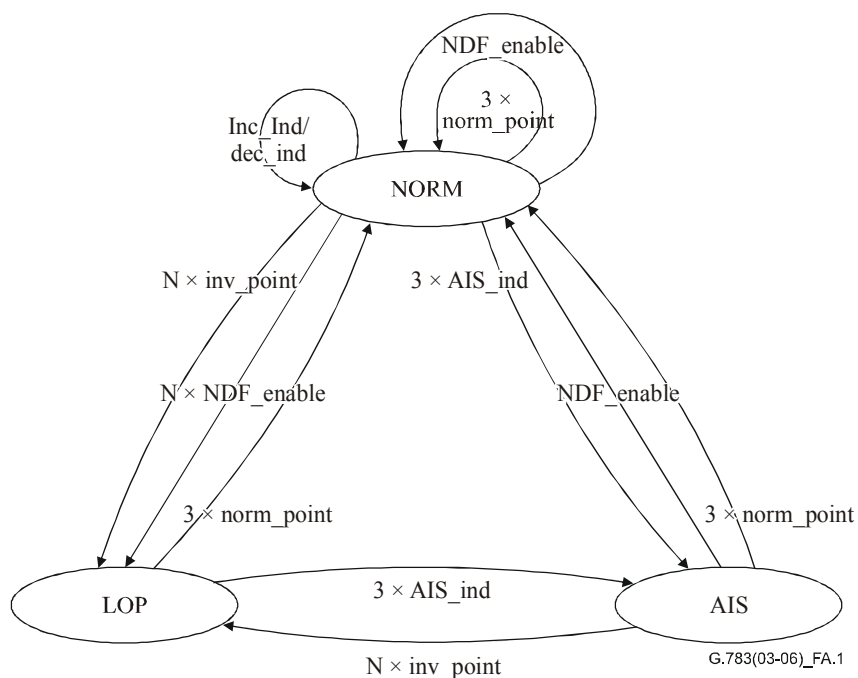 NDF_enable
3 ×
norm_point
Inc_Ind/
dec_ind
NORM
N × inv_point
3 × AIS_ind
N × NDF_enable
NDF_enable
3 × norm_point
3 × norm_point
LOP
3 × AIS_ind
AIS
N × inv_point
G.783(03-06)_FA.1